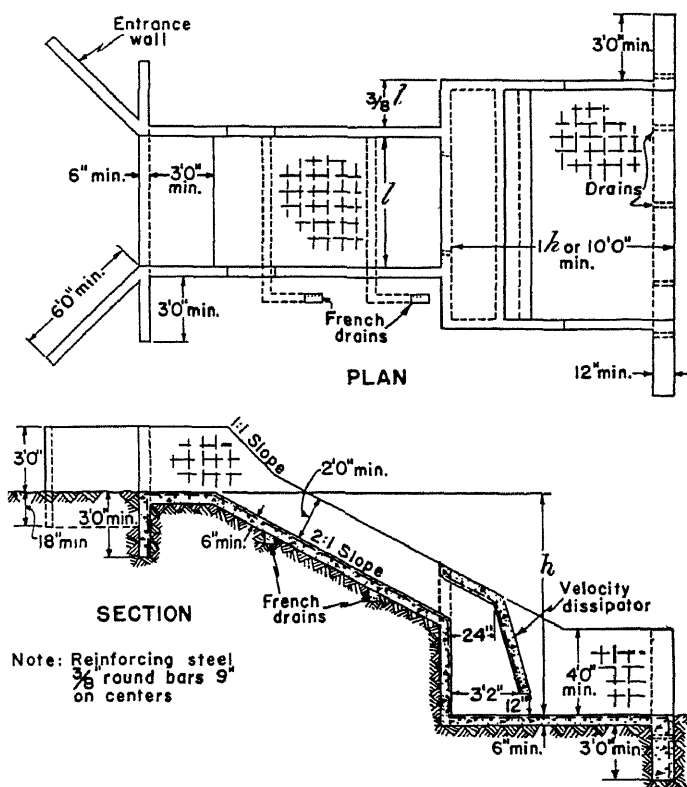 Entrance
wall
3'0"min.
3/8 l
6" min.
3'0"
min.
l
Drains
1h or 10'0"
min.
6'0" min.
3'0"min.
French
drains
12"min.
PLAN
1:1 Slope
3'0"
2'0" min.
3'0"min.
18"min
6"min.
2:1 Slope
h
French
drains
Velocity
dissipator
SECTION
24"
4'0"
min.
Note: Reinforcing steel
3/8" round bars 9"
on centers
3'2"
12"
6"min.
3'0"min.